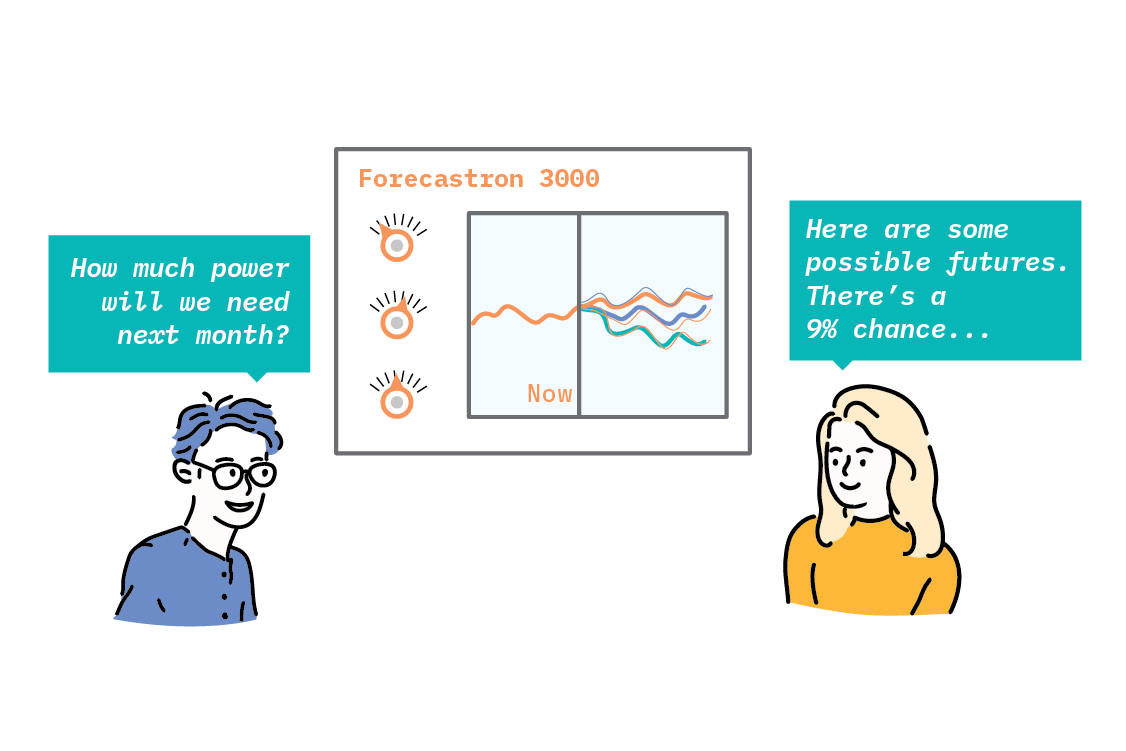 Forecastron 3000
How much power
will we need
next month?
Now
Here are some
possible futures.
There's a
9% chance...